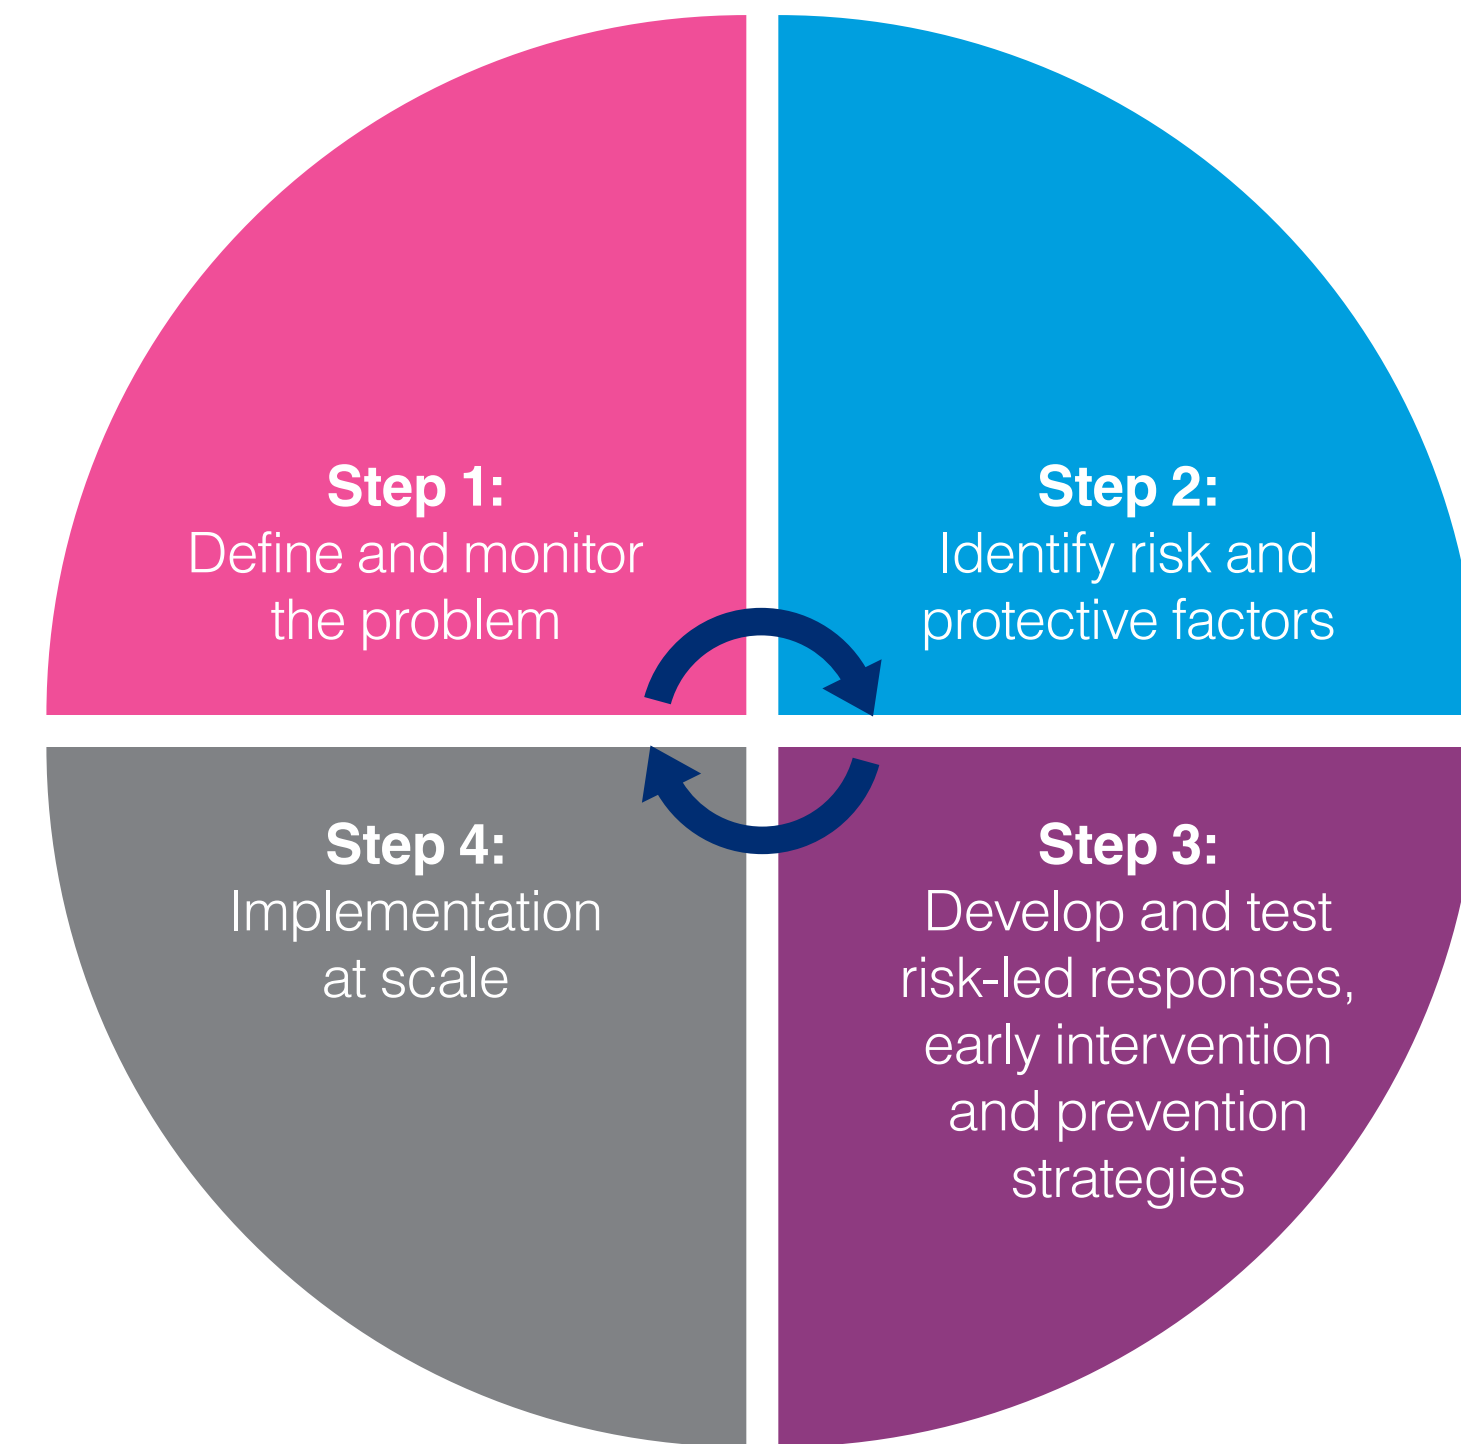 Step 1:
Define and monitor
the problem
Step 2:
Identify risk and
protective factors
Step 3:
Develop and test
risk-led responses,
early intervention
and prevention
strategies
Step 4:
Implementation
at scale